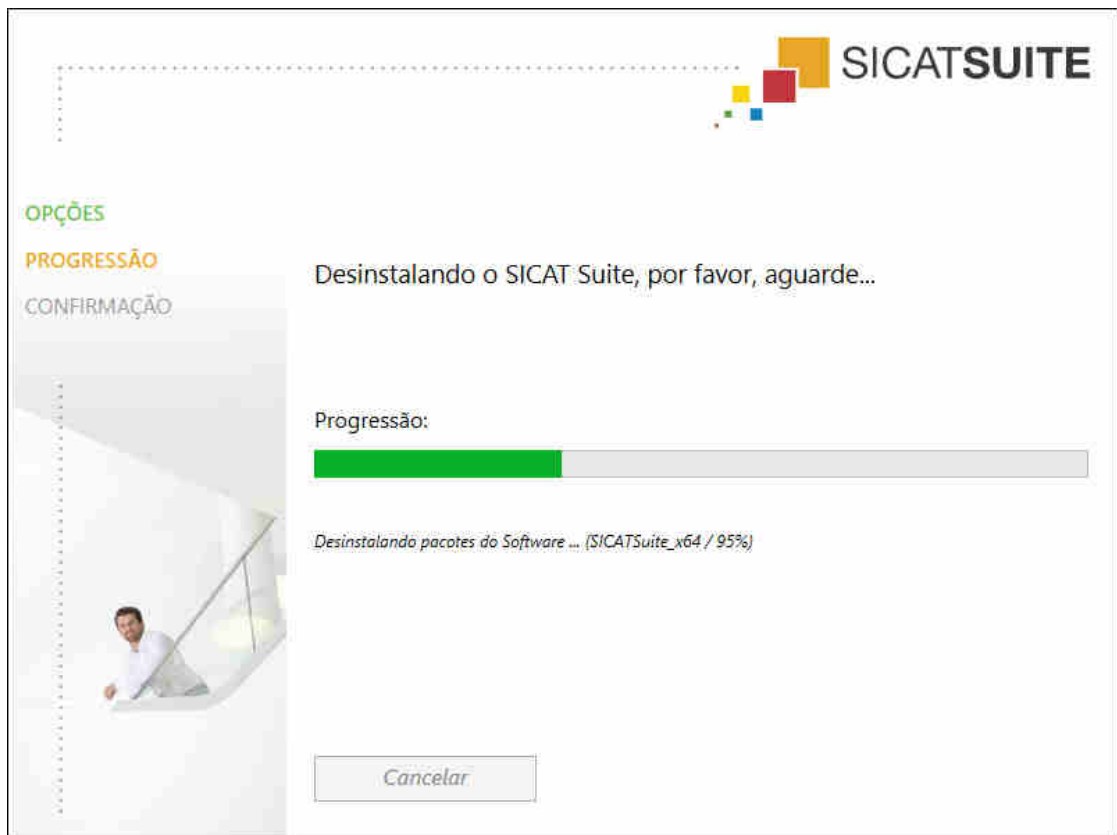 SICATSUITE
OPÇÕES
PROGRESSÃO
CONFIRMAÇÃO
Desinstalando o SICAT Suite, por favor, aguarde...
Progressão:
Desinstalando pacotes do Software ... (SICATSuite_x64 / 95%)
Cancelar